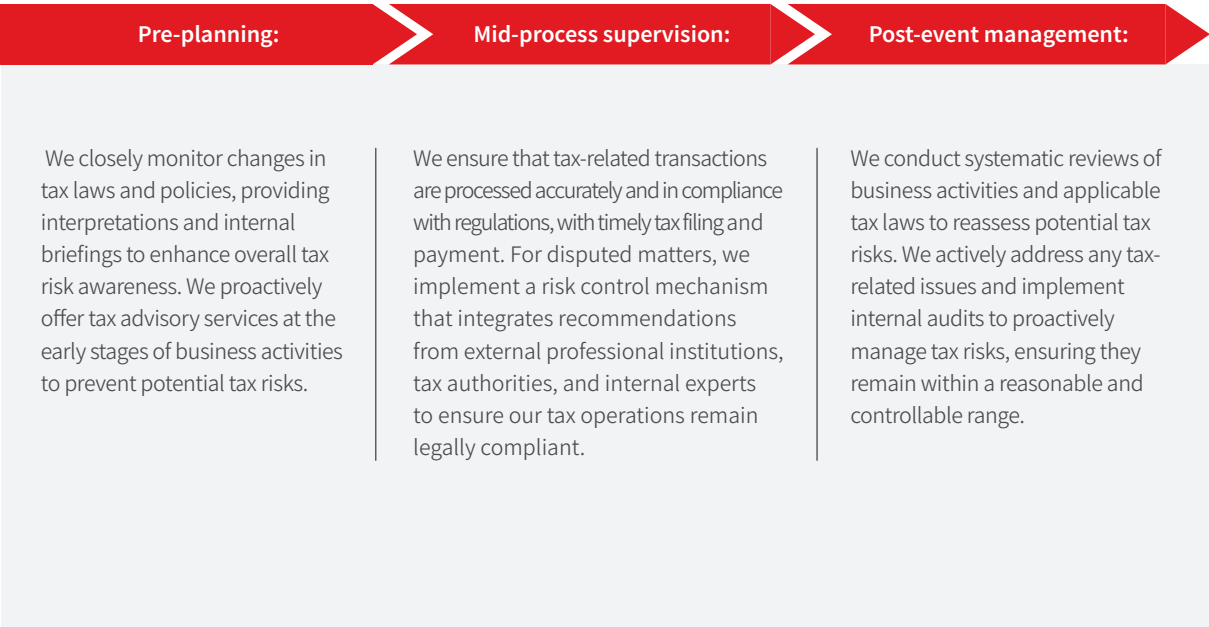 Pre-planning:
Mid-process supervision:
Post-event management:
We closely monitor changes in
tax laws and policies, providing
interpretations and internal
briefings to enhance overall tax
risk awareness. We proactively
offer tax advisory services at the
early stages of business activities
to prevent potential tax risks.
We ensure that tax-related transactions
are processed accurately and in compliance
with regulations, with timely tax filing and
payment. For disputed matters, we
implement a risk control mechanism
that integrates recommendations
from external professional institutions,
tax authorities, and internal experts
to ensure our tax operations remain
legally compliant.
We conduct systematic reviews of
business activities and applicable
tax laws to reassess potential tax
risks. We actively address any tax-
related issues and implement
internal audits to proactively
manage tax risks, ensuring they
remain within a reasonable and
controllable range.